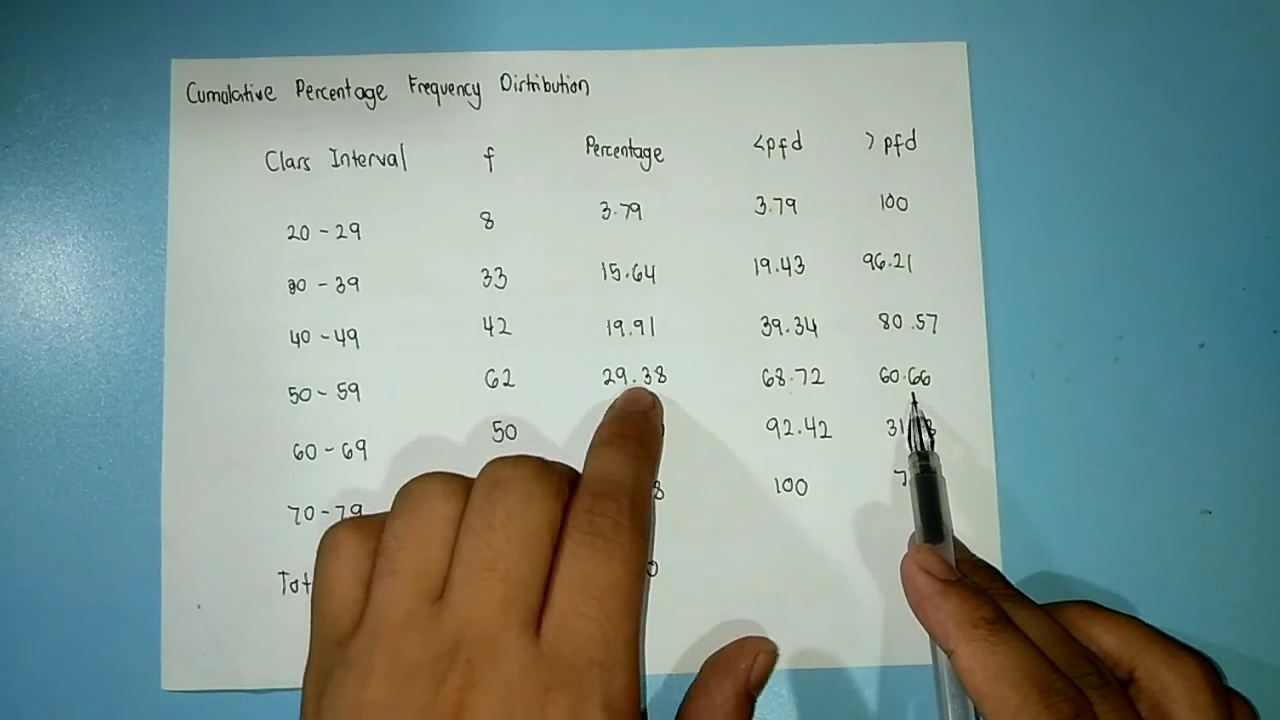 Cumulative Percentage Frequency Distribution
Class Interval f Percentage <pfd >pfd
20 - 29 8 3.79 3.79 100
30 - 39 33 15.64 19.43 96.21
40 - 49 42 19.91 39.34 80.57
50 - 59 62 29.38 68.72 60.66
60 - 69 50 92.42
70 - 79 100